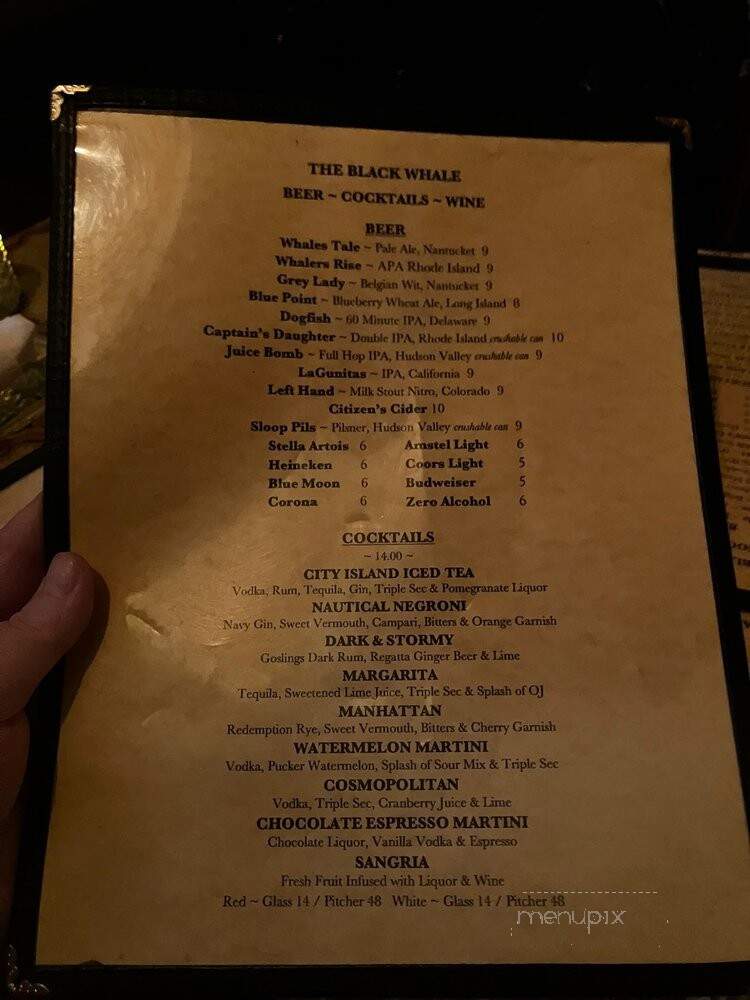 THE BLACK WHALE
BEER ~ COCKTAILS ~ WINE
BEER
Whales Tale ~ Pale Ale, Nantucket 9
Whalers Rise ~ APA Rhode Island 9
Grey Lady ~ Belgian Wit, Nantucket 9
Blue Point ~ Blueberry Wheat Ale, Long Island 8
Dogfish ~ 60 Minute IPA, Delaware 9
Captain's Daughter ~ Double IPA, Rhode Island crushable can 10
Juice Bomb ~ Full Hop IPA, Hudson Valley crushable can 9
LaGunitas ~ IPA, California 9
Left Hand ~ Milk Stout Nitro, Colorado 9
Citizen's Cider 10
Sloop Pils ~ Pilsner, Hudson Valley crushable can 9
Stella Artois 6 Amstel Light 6
Heineken 6 Coors Light 5
Blue Moon 6 Budweiser 5
Corona 6 Zero Alcohol 6
COCKTAILS
~ 14.00 ~
CITY ISLAND ICED TEA
Vodka, Rum, Tequila, Gin, Triple Sec & Pomegranate Liquor
NAUTICAL NEGRONI
Navy Gin, Sweet Vermouth, Campari, Bitters & Orange Garnish
DARK & STORMY
Goslings Dark Rum, Regatta Ginger Beer & Lime
MARGARITA
Tequila, Sweetened Lime Juice, Triple Sec & Splash of OJ
MANHATTAN
Redemption Rye, Sweet Vermouth, Bitters & Cherry Garnish
WATERMELON MARTINI
Vodka, Pucker Watermelon, Splash of Sour Mix & Triple Sec
COSMOPOLITAN
Vodka, Triple Sec, Cranberry Juice & Lime
CHOCOLATE ESPRESSO MARTINI
Chocolate Liquor, Vanilla Vodka & Espresso
SANGRIA
Fresh Fruit Infused with Liquor & Wine
Red ~ Glass 14 / Pitcher 48 White ~ Glass 14 / Pitcher 48
menupix